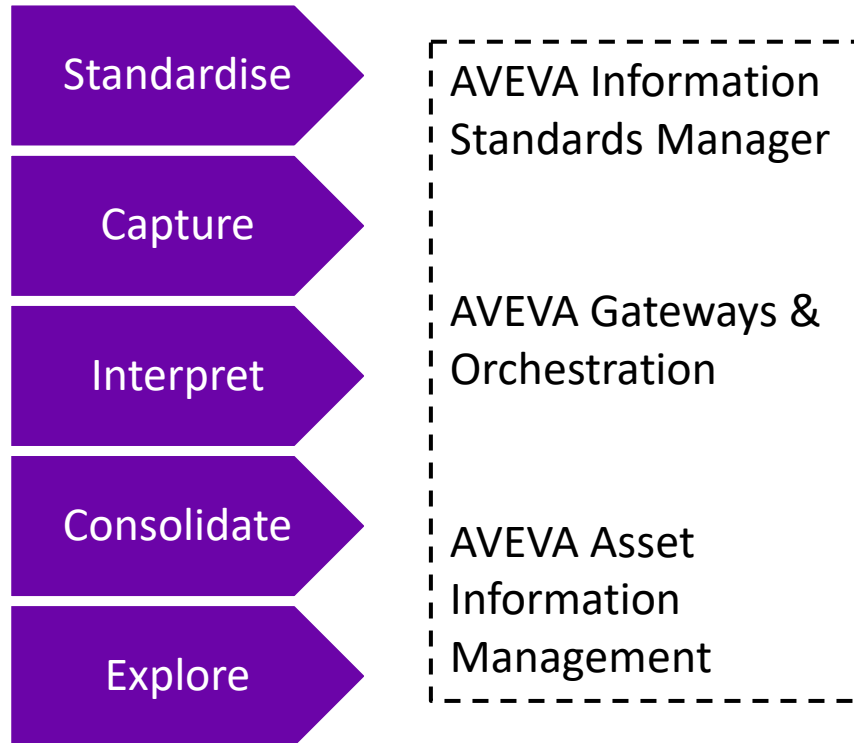 Standardise
Capture
Interpret
Consolidate
Explore
AVEVA Information
Standards Manager
AVEVA Gateways &
Orchestration
AVEVA Asset
Information
Management